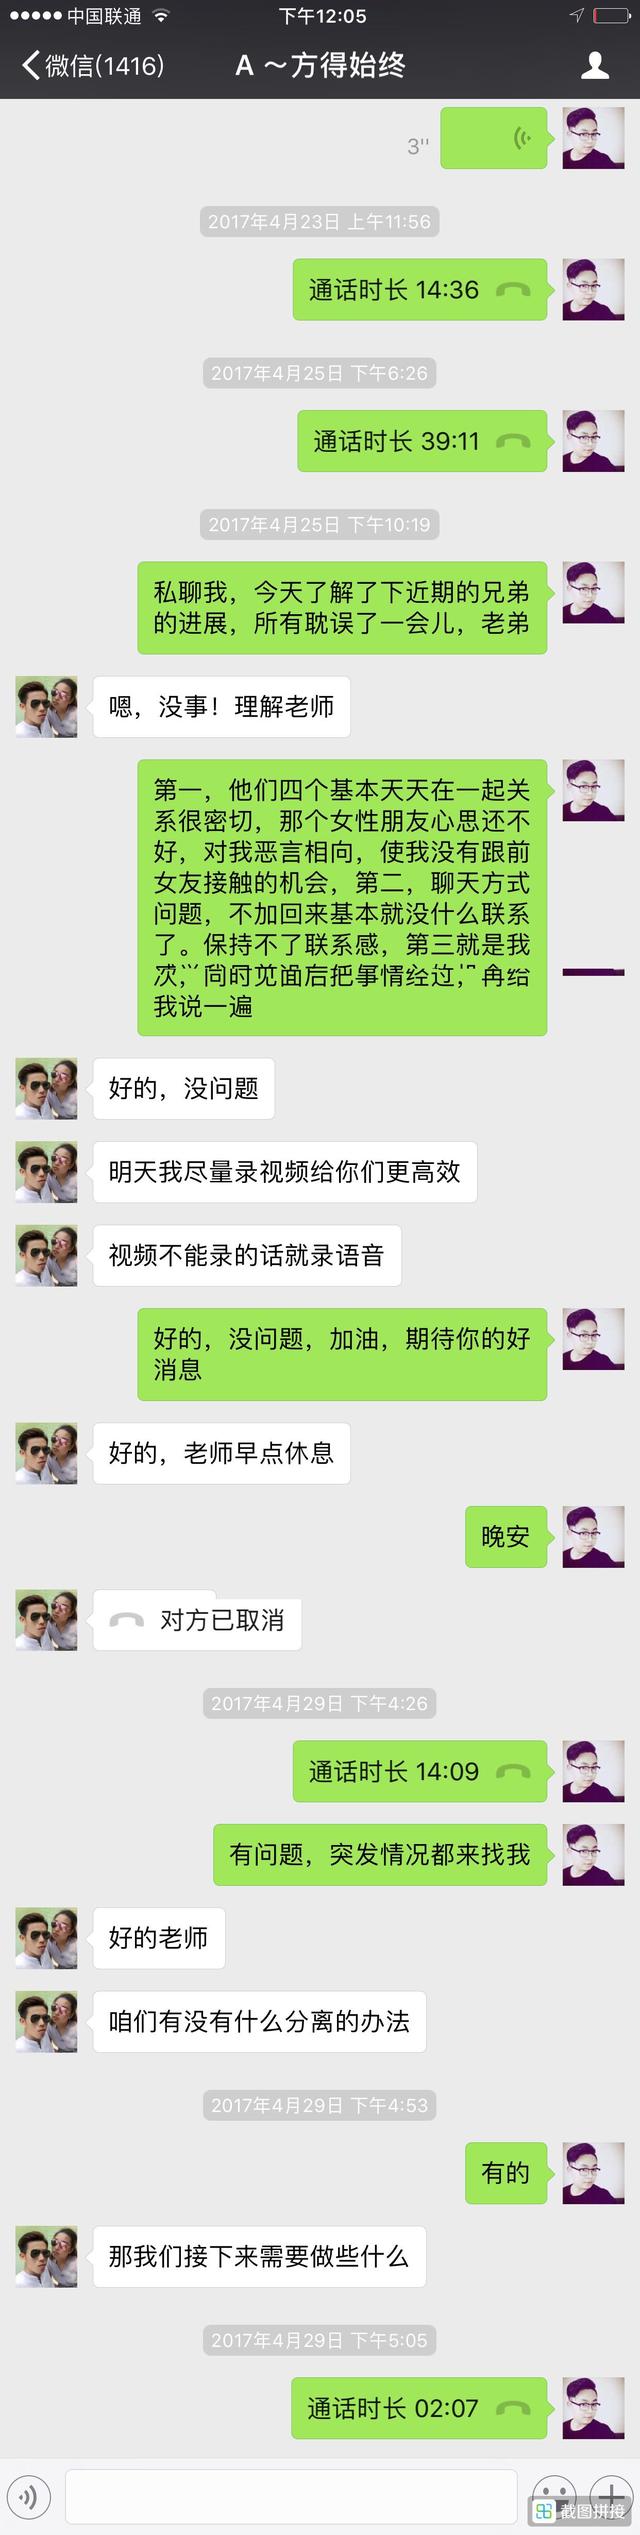 中国联通
下午12:05
微信(1416)
A ～方得始终
3''
2017年4月23日 上午11:56
通话时长 14:36
2017年4月25日 下午6:26
通话时长 39:11
2017年4月25日 下午10:19
私聊我，今天了解了下近期的兄弟
的进展，所有耽误了一会儿，老弟
嗯，没事！理解老师
第一，他们四个基本天天在一起关
系很密切，那个女性朋友心思还不
好，对我恶言相向，使我没有跟前
女友接触的机会，第二，聊天方式
问题，不加回来基本就没什么联系
了。保持不了联系感，第三就是我
面后把事情经过，再给
我说一遍
好的，没问题
明天我尽量录视频给你们更高效
视频不能录的话就录语音
好的，没问题，加油，期待你的好
消息
好的，老师早点休息
晚安
对方已取消
2017年4月29日 下午4:26
通话时长 14:09
有问题，突发情况都来找我
好的老师
咱们有没有什么分离的办法
2017年4月29日 下午4:53
有的
那我们接下来需要做些什么
2017年4月29日 下午5:05
通话时长 02:07
截图拼接